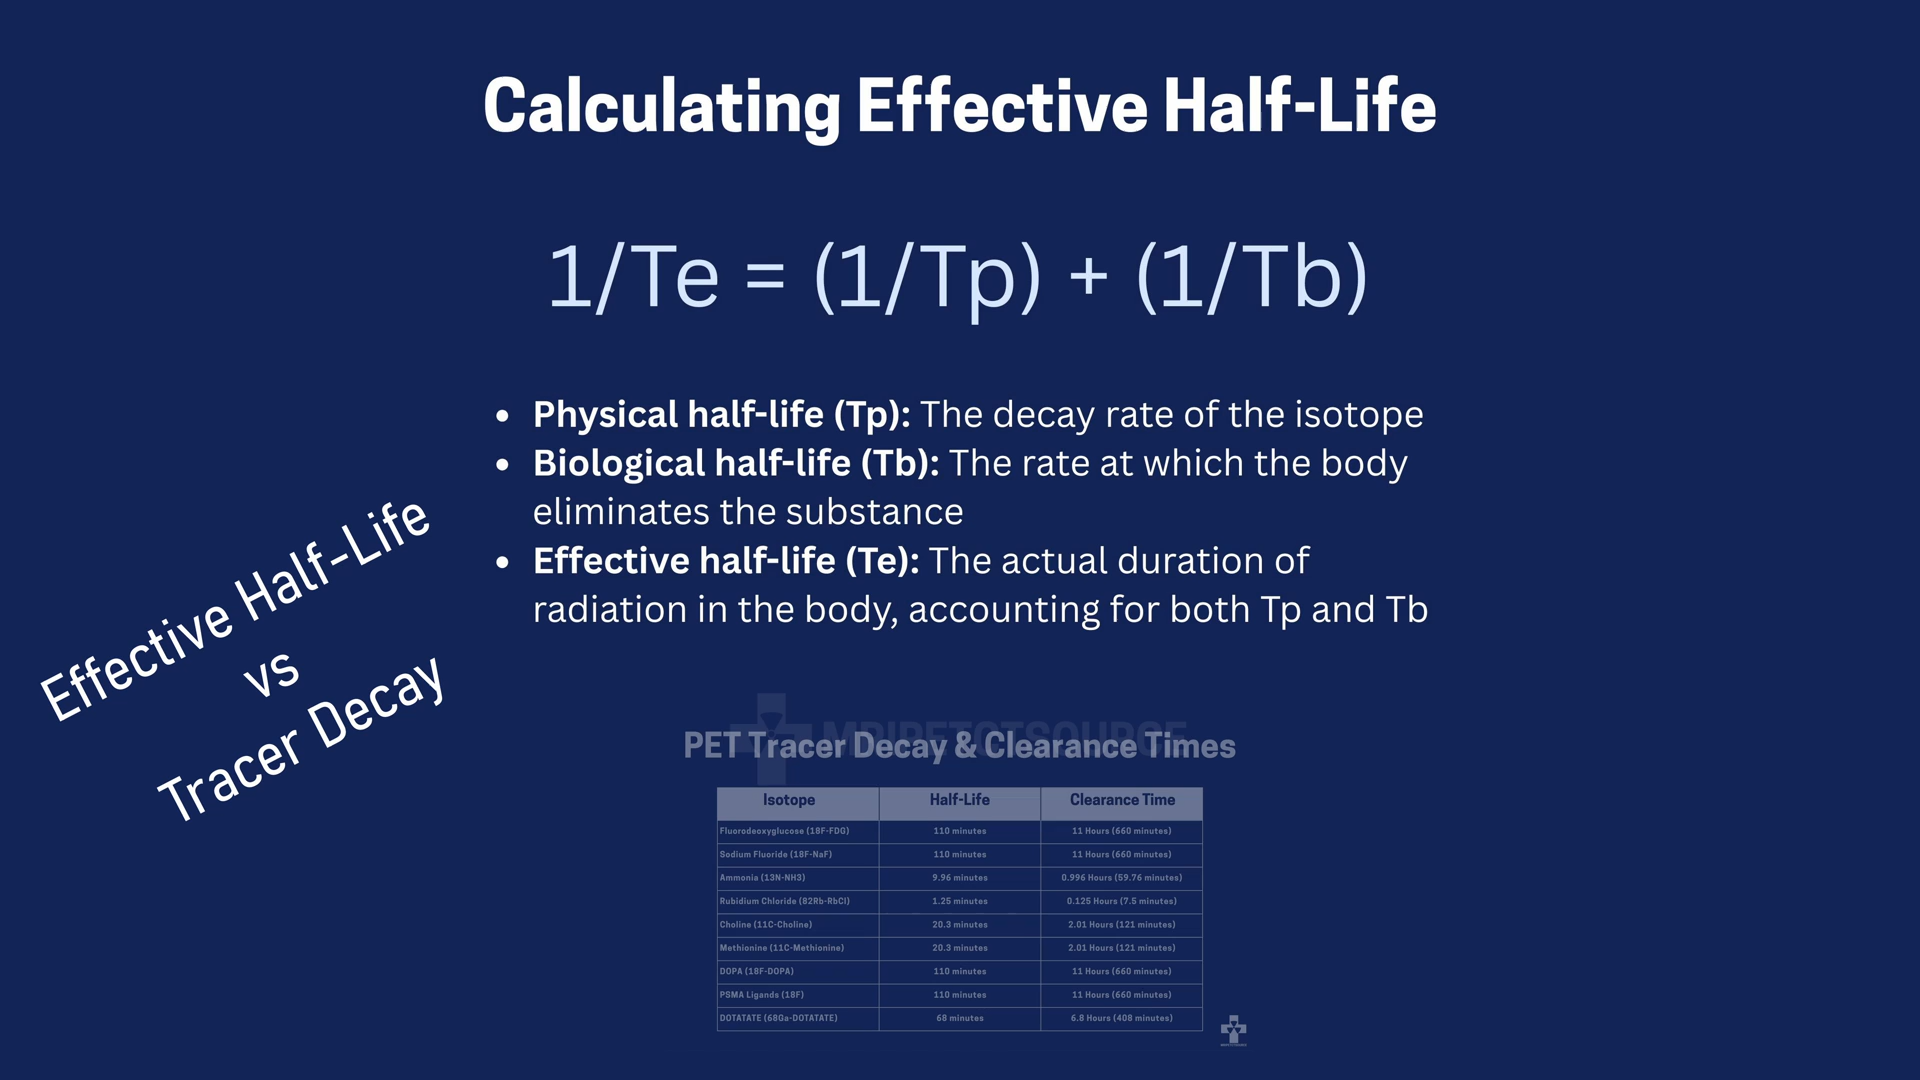 Calculating Effective Half-Life
1/Te = (1/Tp) + (1/Tb)
• Physical half-life (Tp): The decay rate of the isotope
• Biological half-life (Tb): The rate at which the body
eliminates the substance
• Effective half-life (Te): The actual duration of
radiation in the body, accounting for both Tp and Tb
Effective Half-Life
vs
Tracer Decay
MRIPETCTSOURCE
PET Tracer Decay & Clearance Times
Isotope Half-Life Clearance Time
Fluorodeoxyglucose (18F-FDG) 110 minutes 11 Hours (660 minutes)
Sodium Fluoride (18F-NaF) 110 minutes 11 Hours (660 minutes)
Ammonia (13N-NH3) 9.96 minutes 0.996 Hours (59.76 minutes)
Rubidium Chloride (82Rb-RbCl) 1.25 minutes 0.125 Hours (7.5 minutes)
Choline (11C-Choline) 20.3 minutes 2.01 Hours (121 minutes)
Methionine (11C-Methionine) 20.3 minutes 2.01 Hours (121 minutes)
DOPA (18F-DOPA) 110 minutes 11 Hours (660 minutes)
PSMA Ligands (18F) 110 minutes 11 Hours (660 minutes)
DOTATATE (68Ga-DOTATATE) 68 minutes 6.8 Hours (408 minutes)